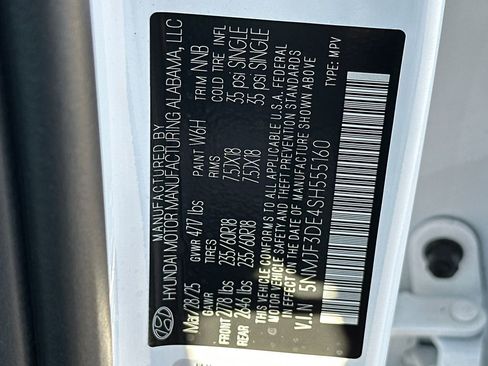 MANUFACTURED BY
HYUNDAI MOTOR MANUFACTURING ALABAMA, LLC
Mar/28/25 GVWR 4717 lbs PAINT W6H TRIM NNB
GAWR TIRES RIMS COLD TIRE INFL
FRONT 2778 lbs 235/60R18 7.5JX18 35 psi SINGLE
REAR 2646 lbs 235/60R18 7.5JX18 35 psi SINGLE
THIS VEHICLE CONFORMS TO ALL APPLICABLE U.S.A. FEDERAL
MOTOR VEHICLE SAFETY AND THEFT PREVENTION STANDARDS
IN EFFECT ON THE DATE OF MANUFACTURE SHOWN ABOVE
V.I.N 5NMJF3DE4SH555160 TYPE: MPV